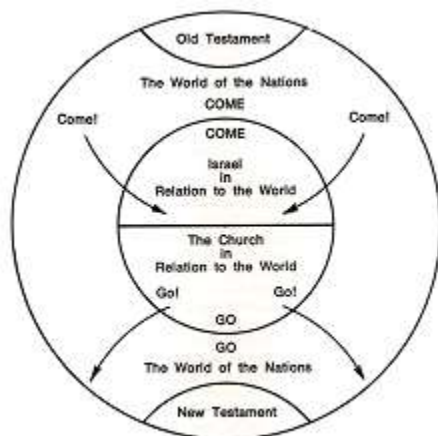 Old Testament
The World of the Nations
COME
Come!
Come!
COME
Israel
in
Relation to the World
The Church
in
Relation to the World
Go!
Go!
GO
GO
The World of the Nations
New Testament